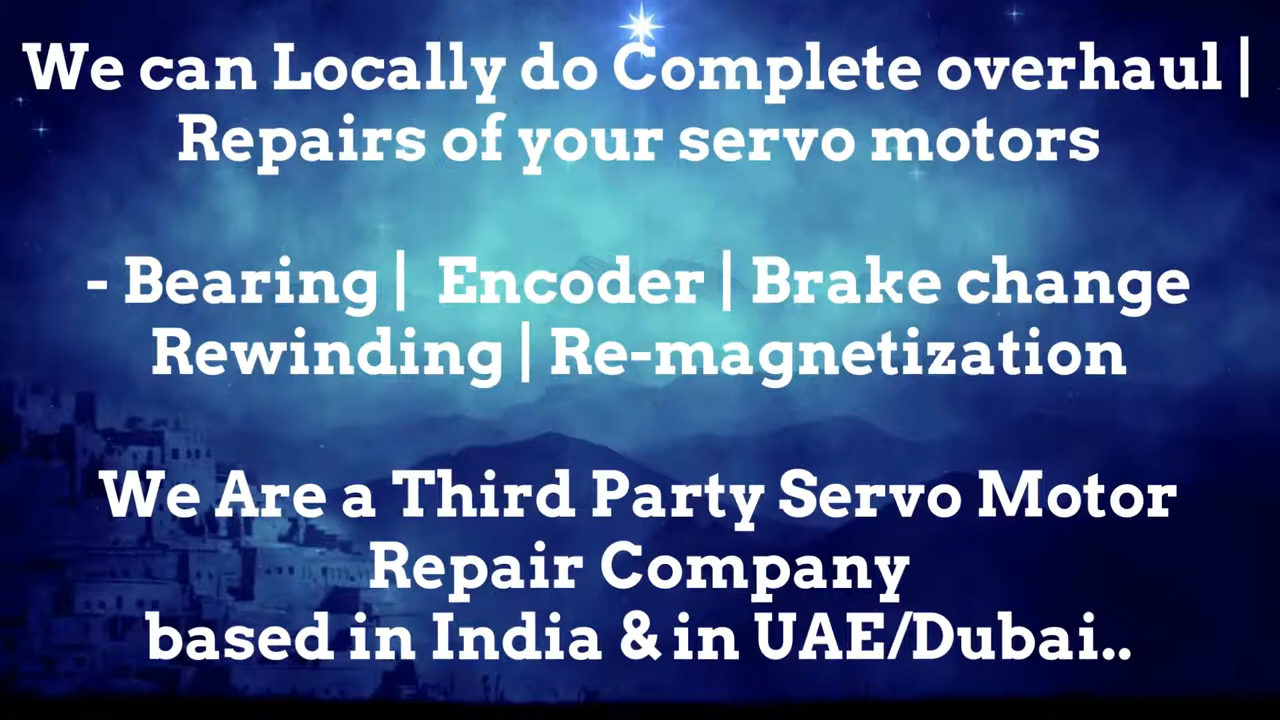 We can Locally do Complete overhaul |
Repairs of your servo motors
- Bearing | Encoder | Brake change
Rewinding | Re-magnetization
We Are a Third Party Servo Motor
Repair Company
based in India & in UAE/Dubai..